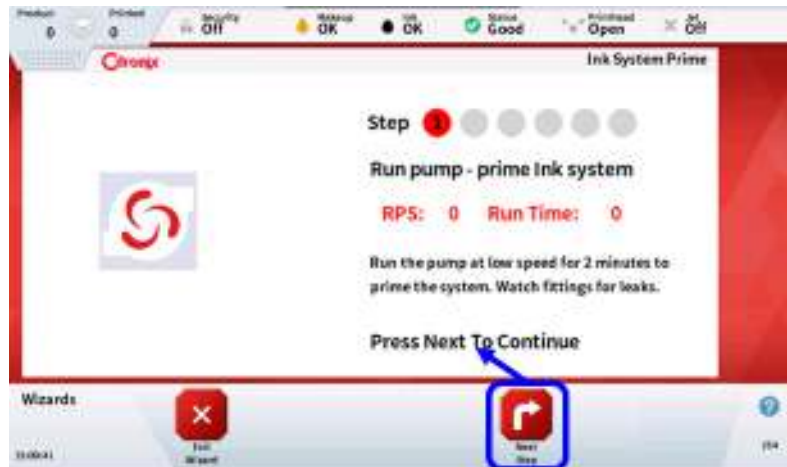 Product Printed Security Makeup Ink Status Printhead Jet
0 0 Off OK OK Good Open Off
Citronix Ink System Prime
Step 1
Run pump - prime Ink system
RPS: 0 Run Time: 0
Run the pump at low speed for 2 minutes to
prime the system. Watch fittings for leaks.
Press Next To Continue
Wizards
Exit
Wizard
Next
Step
?